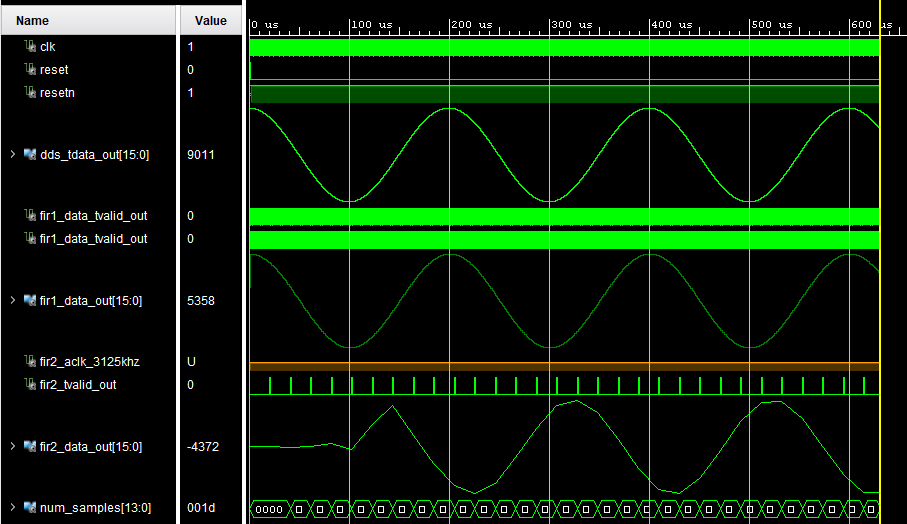 Name Value
0 us 100 us 200 us 300 us 400 us 500 us 600 us
clk 1
reset 0
resetn 1
dds_tdata_out[15:0] 9011
fir1_data_tvalid_out 0
fir1_data_tvalid_out 0
fir1_data_out[15:0] 5358
fir2_aclk_3125khz U
fir2_tvalid_out 0
fir2_data_out[15:0] -4372
num_samples[13:0] 001d 0000